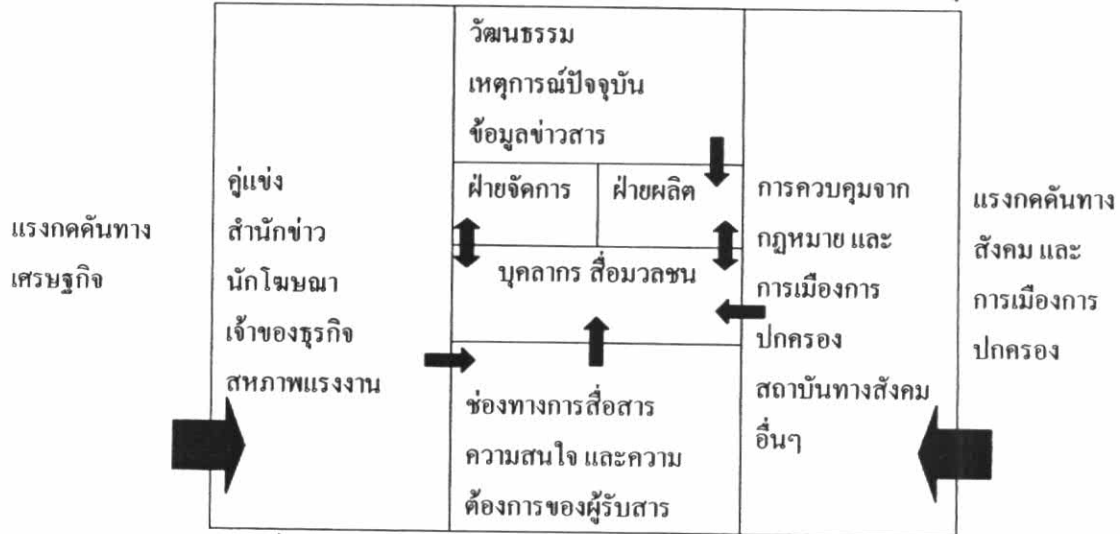 แรงกดดันทาง
เศรษฐกิจ
คู่แข่ง
สำนักข่าว
นักโฆษณา
เจ้าของธุรกิจ
สหภาพแรงงาน
วัฒนธรรม
เหตุการณ์ปัจจุบัน
ข้อมูลข่าวสาร
ฝ่ายจัดการ
ฝ่ายผลิต
บุคลากร สื่อมวลชน
ช่องทางการสื่อสาร
ความสนใจ และความ
ต้องการของผู้รับสาร
การควบคุมจาก
กฎหมาย และ
การเมืองการ
ปกครอง
สถาบันทางสังคม
อื่นๆ
แรงกดดันทาง
สังคม และ
การเมืองการ
ปกครอง